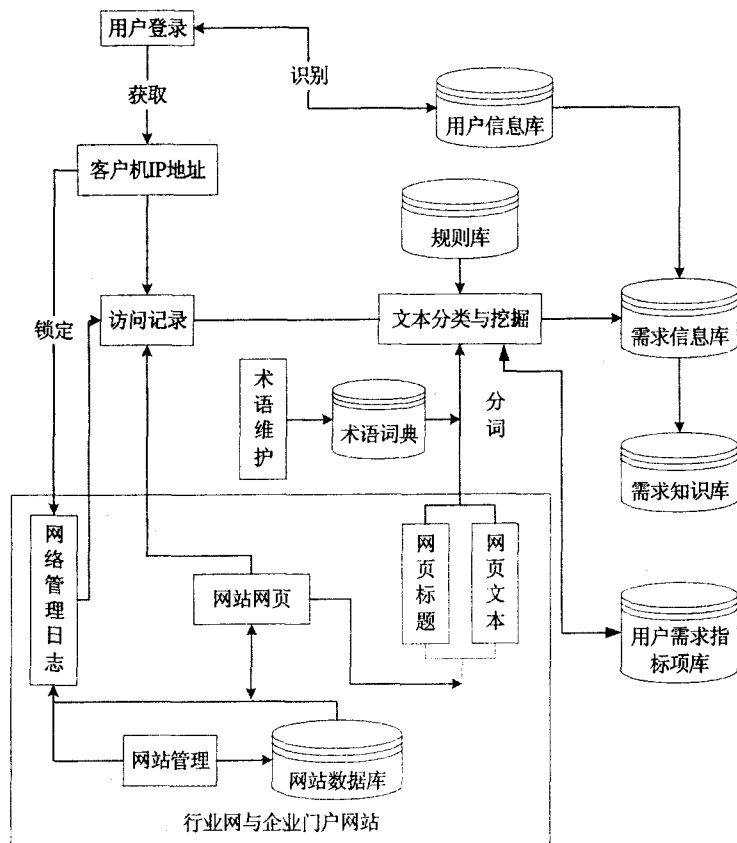 用户登录
识别
获取
用户信息库
客户机IP地址
规则库
锁定
访问记录
文本分类与挖掘
需求信息库
术语维护
术语词典
分词
需求知识库
网络管理日志
网站网页
网页标题
网页文本
用户需求指
标项库
网站管理
网站数据库
行业网与企业门户网站